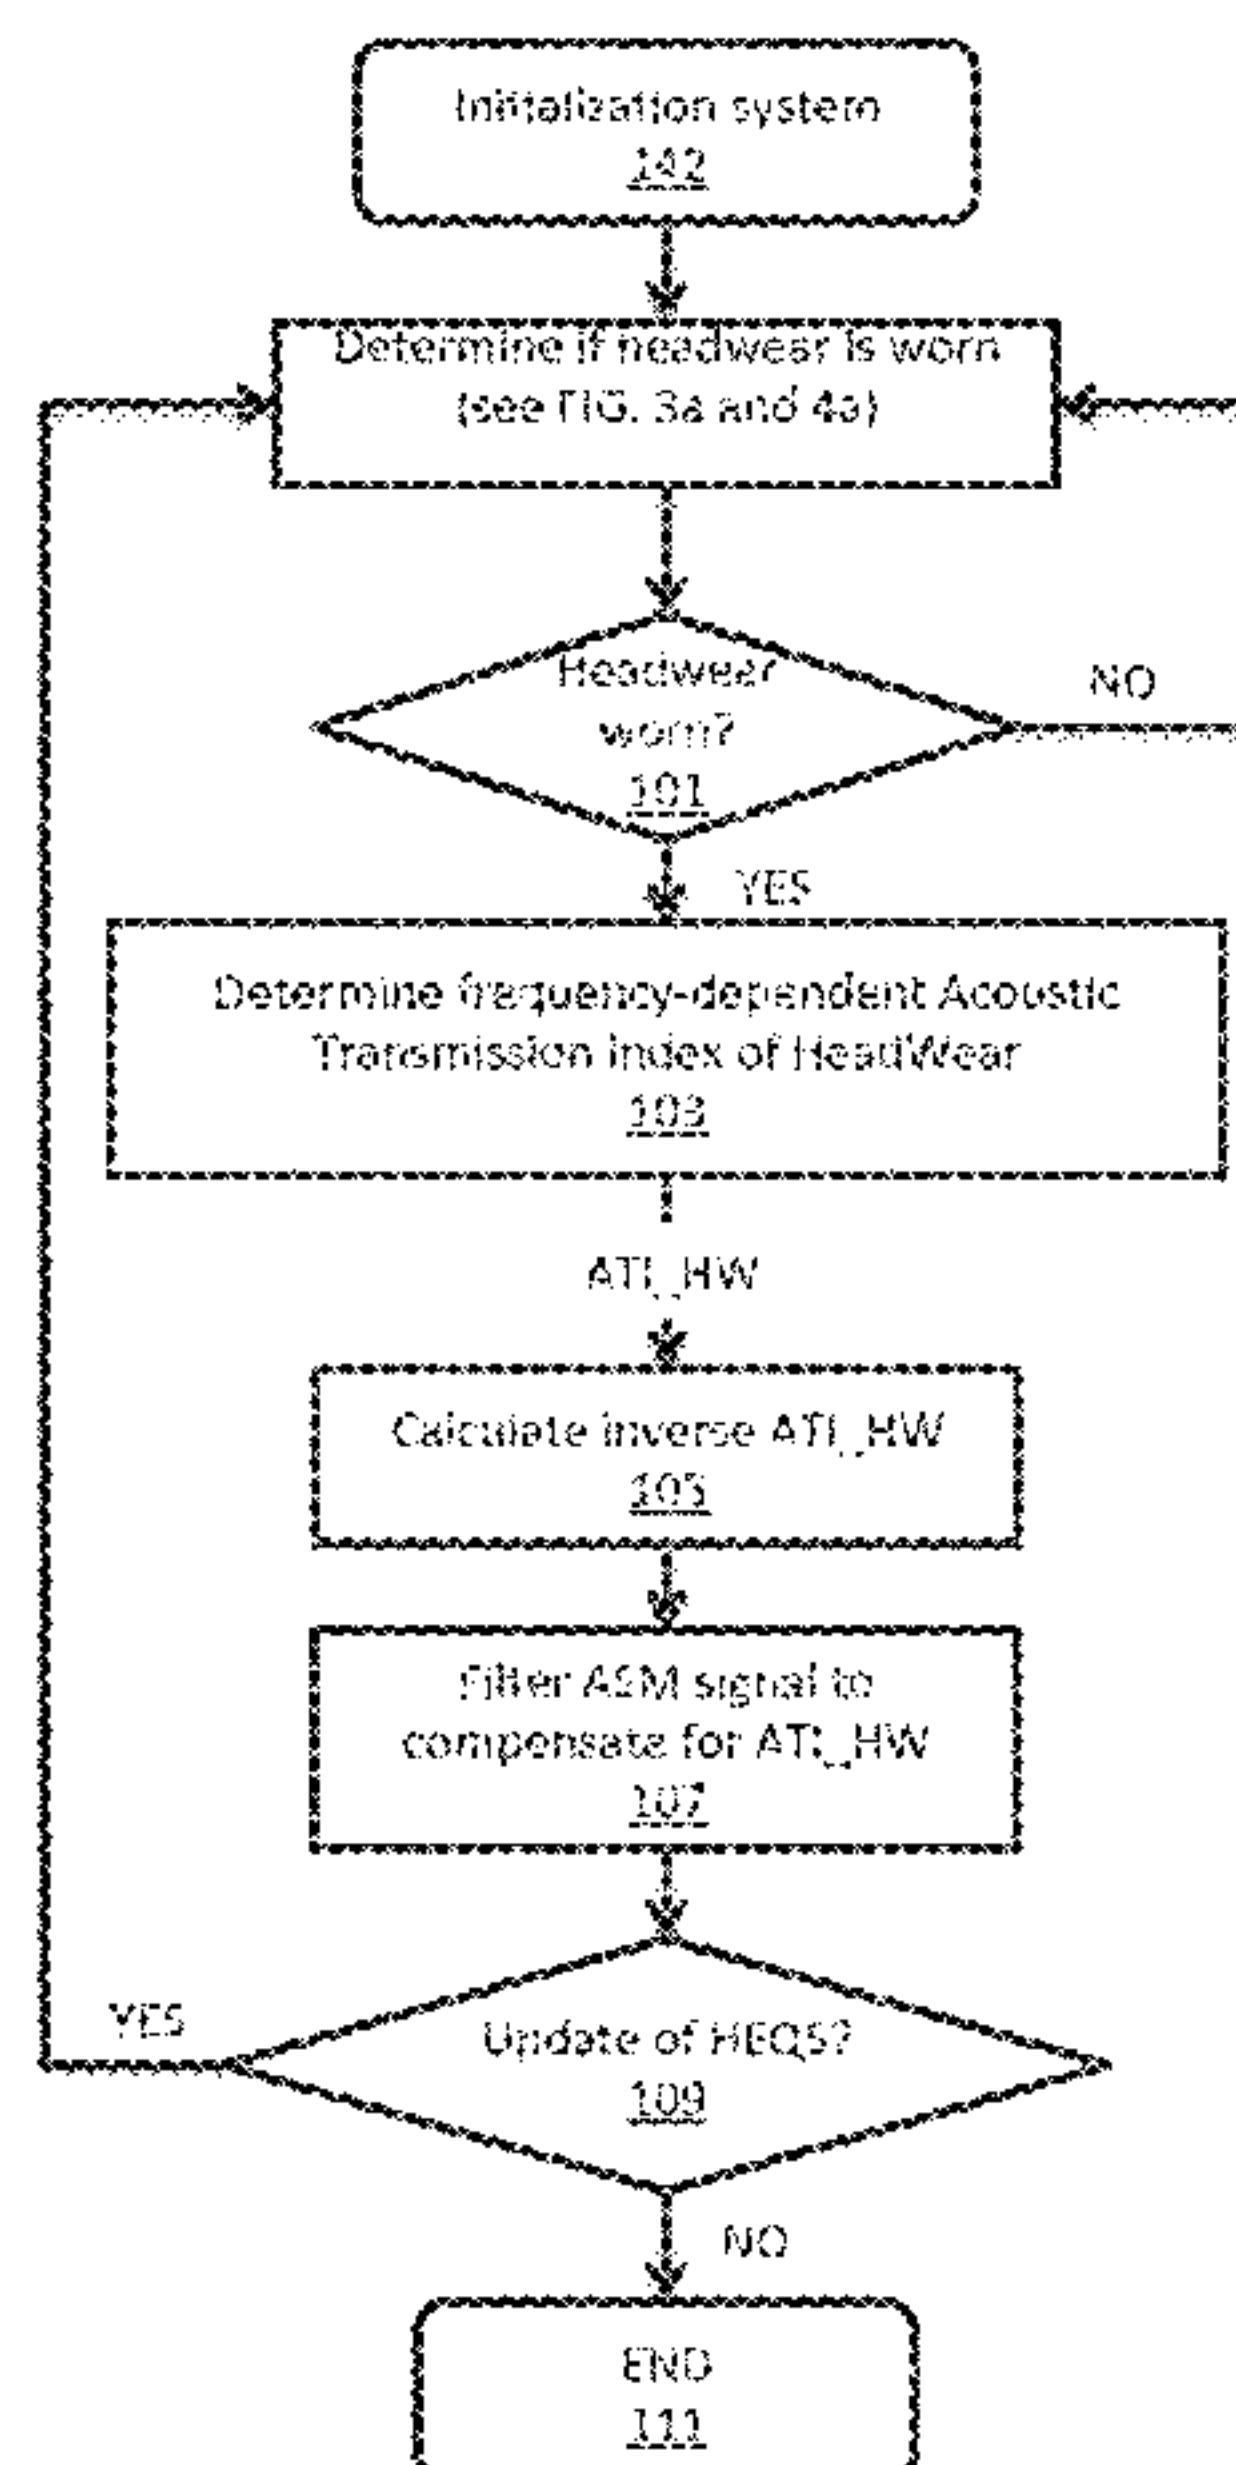 Initialization system
142
Determine if headwear is worn
(see FIG. 3a and 4a)
Headwear
worn?
101
NO
YES
Determine frequency-dependent Acoustic
Transmission Index of HeadWear
103
ATI_HW
Calculate inverse ATI_HW
105
Filter ASM signal to
compensate for ATI_HW
107
YES
Update of HEQS?
109
NO
END
111